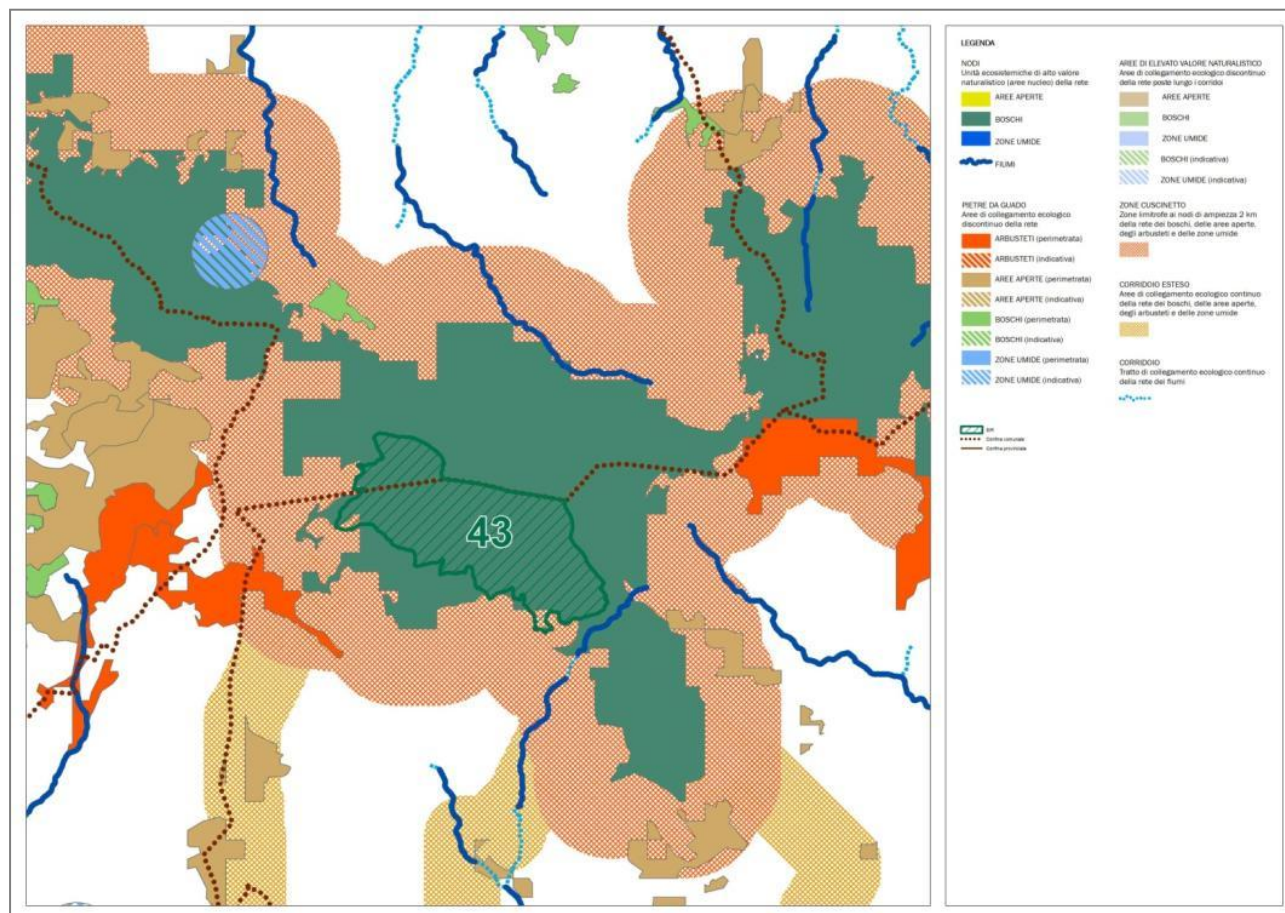 43
LEGENDA
NODI
Unità ecosistemiche di alto valore
naturalistico (aree nucleo) della rete
AREE APERTE
BOSCHI
ZONE UMIDE
FIUMI
PIETRE DA GUADO
Aree di collegamento ecologico
discontinuo della rete
ARBUSTETI (perimetrata)
ARBUSTETI (indicativa)
AREE APERTE (perimetrata)
AREE APERTE (indicativa)
BOSCHI (perimetrata)
BOSCHI (indicativa)
ZONE UMIDE (perimetrata)
ZONE UMIDE (indicativa)
SIR
Confine comunale
Confine provinciale
AREE DI ELEVATO VALORE NATURALISTICO
Aree di collegamento ecologico discontinuo
della rete poste lungo i corridoi
AREE APERTE
BOSCHI
ZONE UMIDE
BOSCHI (indicativa)
ZONE UMIDE (indicativa)
ZONE CUSCINETTO
Zone limitrofe ai nodi di ampiezza 2 km
della rete dei boschi, delle aree aperte,
degli arbusteti e delle zone umide
CORRIDOIO ESTESO
Aree di collegamento ecologico continuo
della rete dei boschi, delle aree aperte,
degli arbusteti e delle zone umide
CORRIDOIO
Tratto di collegamento ecologico continuo
della rete dei fiumi